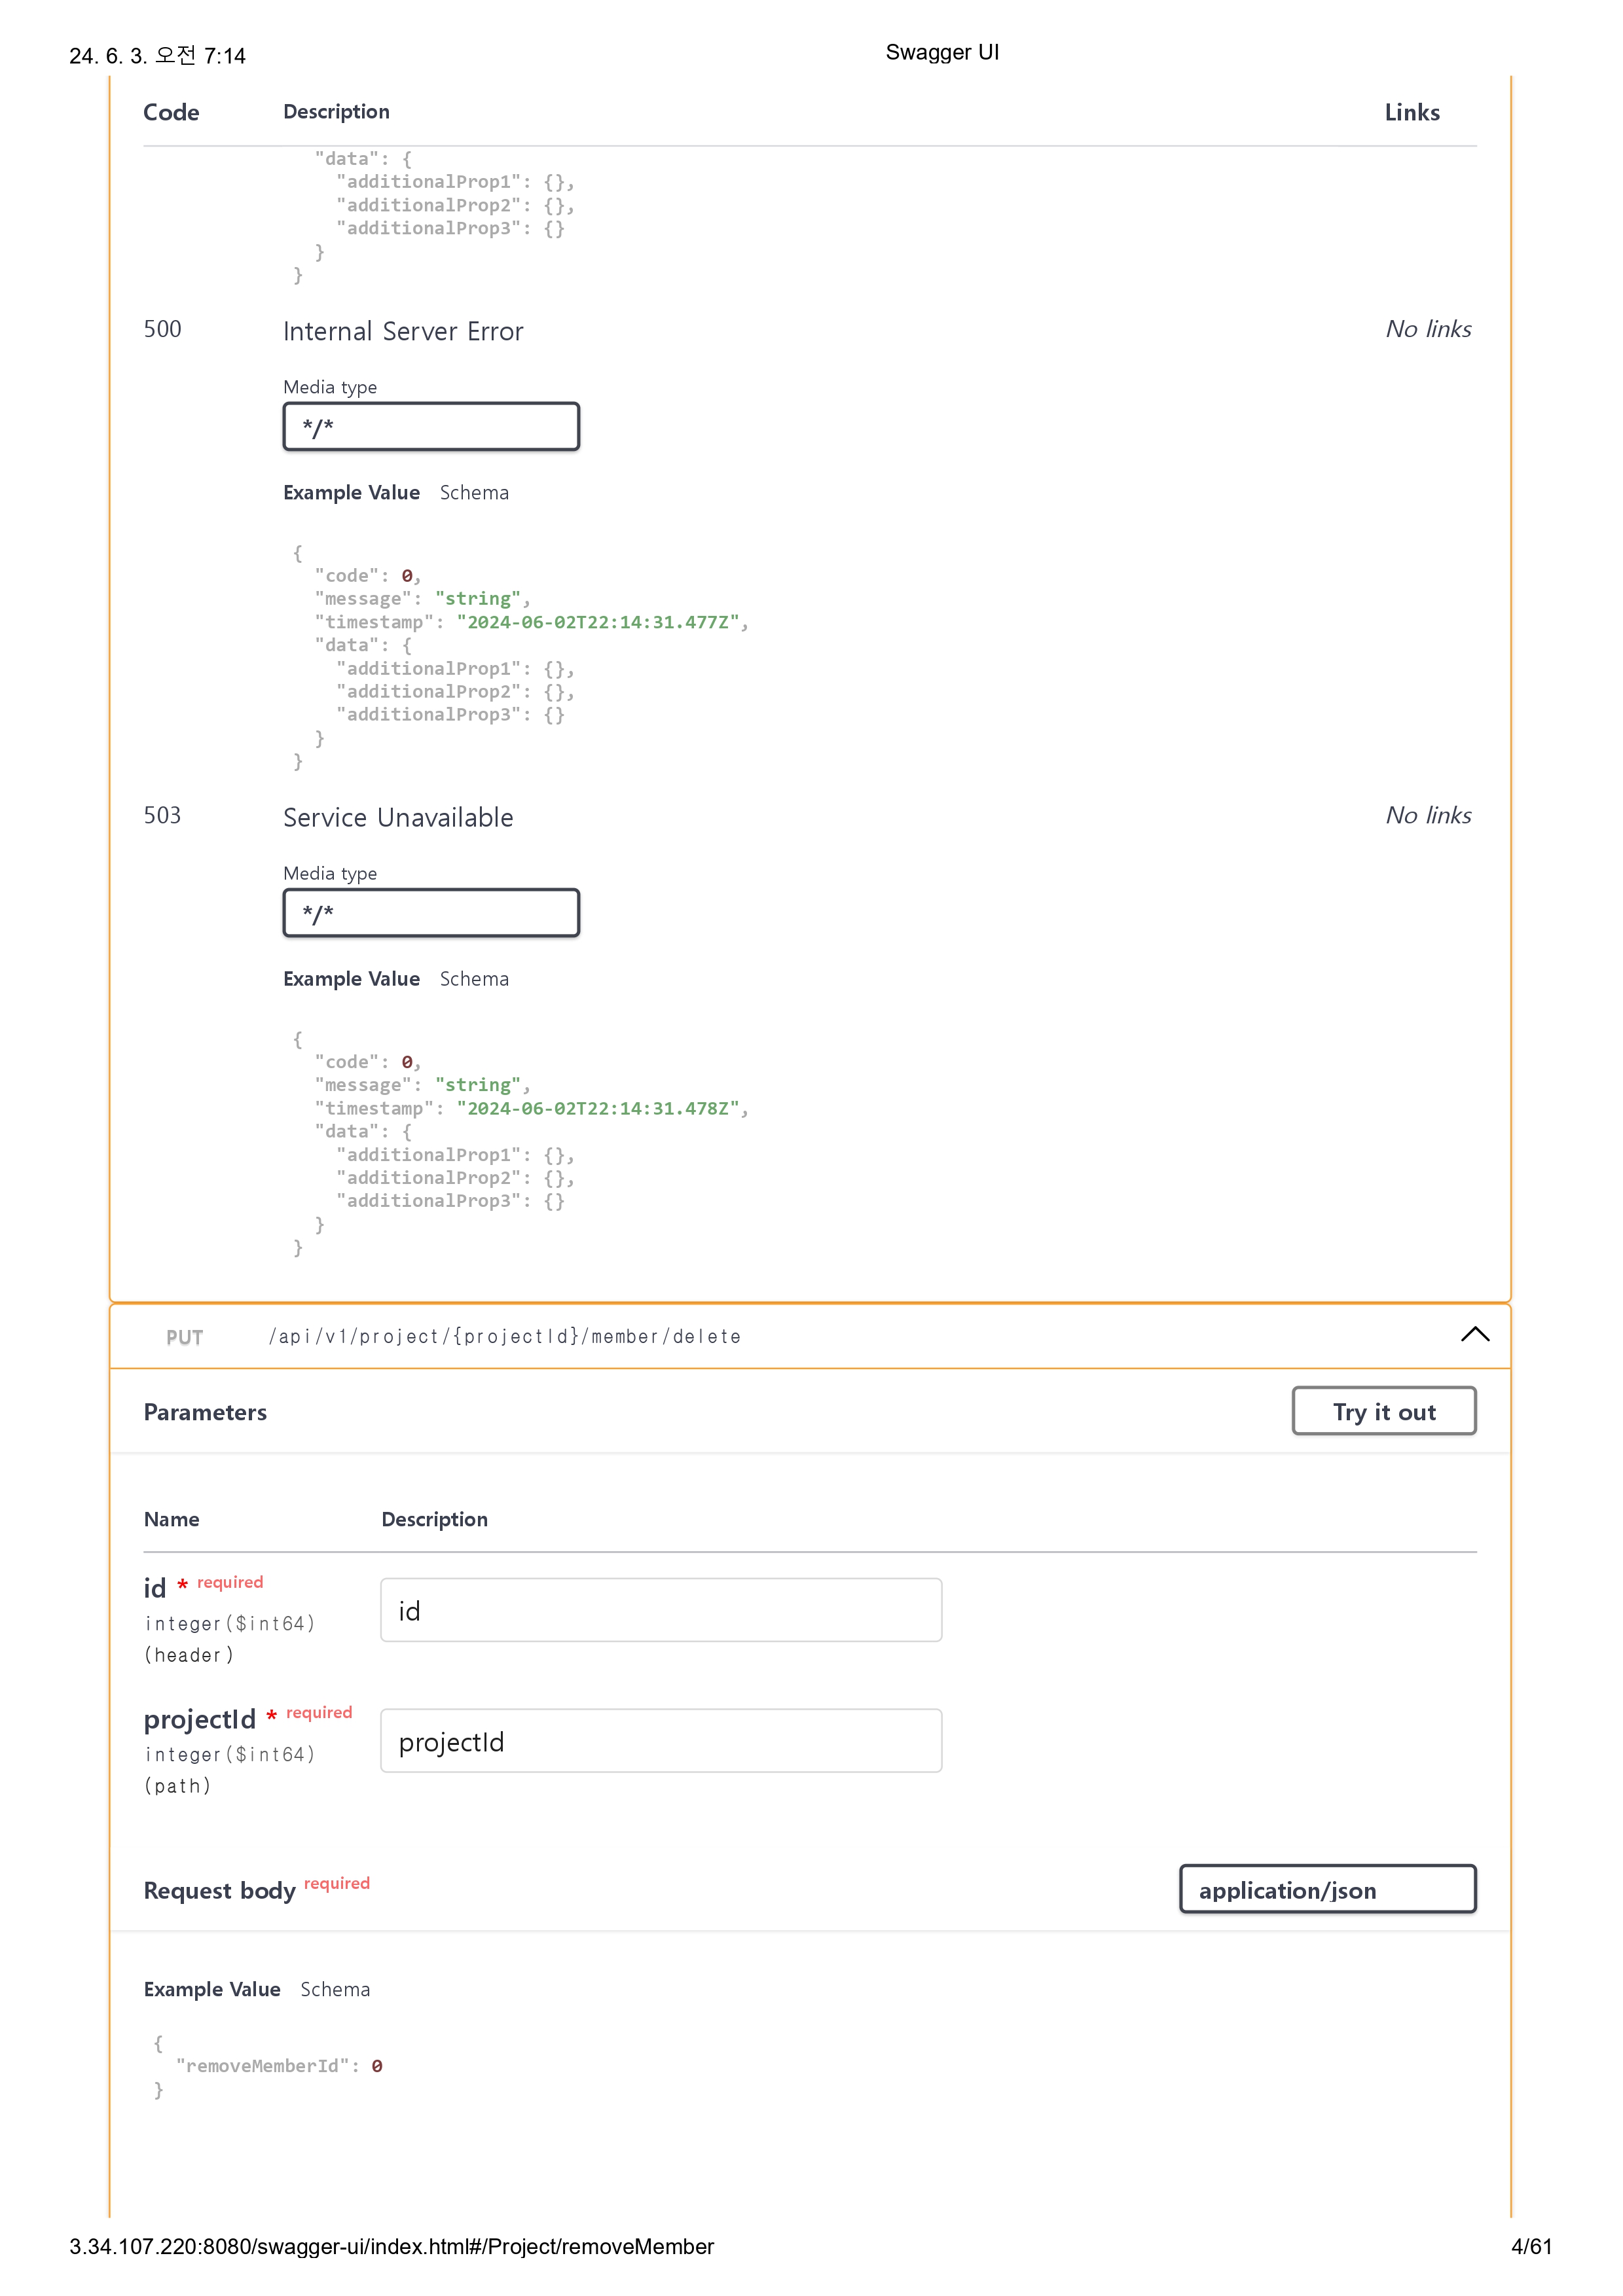 24. 6. 3. 오전 7:14 Swagger UI
Code Description Links
"data": {
"additionalProp1": {},
"additionalProp2": {},
"additionalProp3": {}
}
}
500 Internal Server Error No links
Media type
*/*
Example Value Schema
{
"code": 0,
"message": "string",
"timestamp": "2024-06-02T22:14:31.477Z",
"data": {
"additionalProp1": {},
"additionalProp2": {},
"additionalProp3": {}
}
}
503 Service Unavailable No links
Media type
*/*
Example Value Schema
{
"code": 0,
"message": "string",
"timestamp": "2024-06-02T22:14:31.478Z",
"data": {
"additionalProp1": {},
"additionalProp2": {},
"additionalProp3": {}
}
}
PUT /api/v1/project/{projectId}/member/delete
Parameters Try it out
Name Description
id * required
id
integer($int64)
(header)
projectId * required
projectId
integer($int64)
(path)
Request body required application/json
Example Value Schema
{
"removeMemberId": 0
}
3.34.107.220:8080/swagger-ui/index.html#/Project/removeMember 4/61